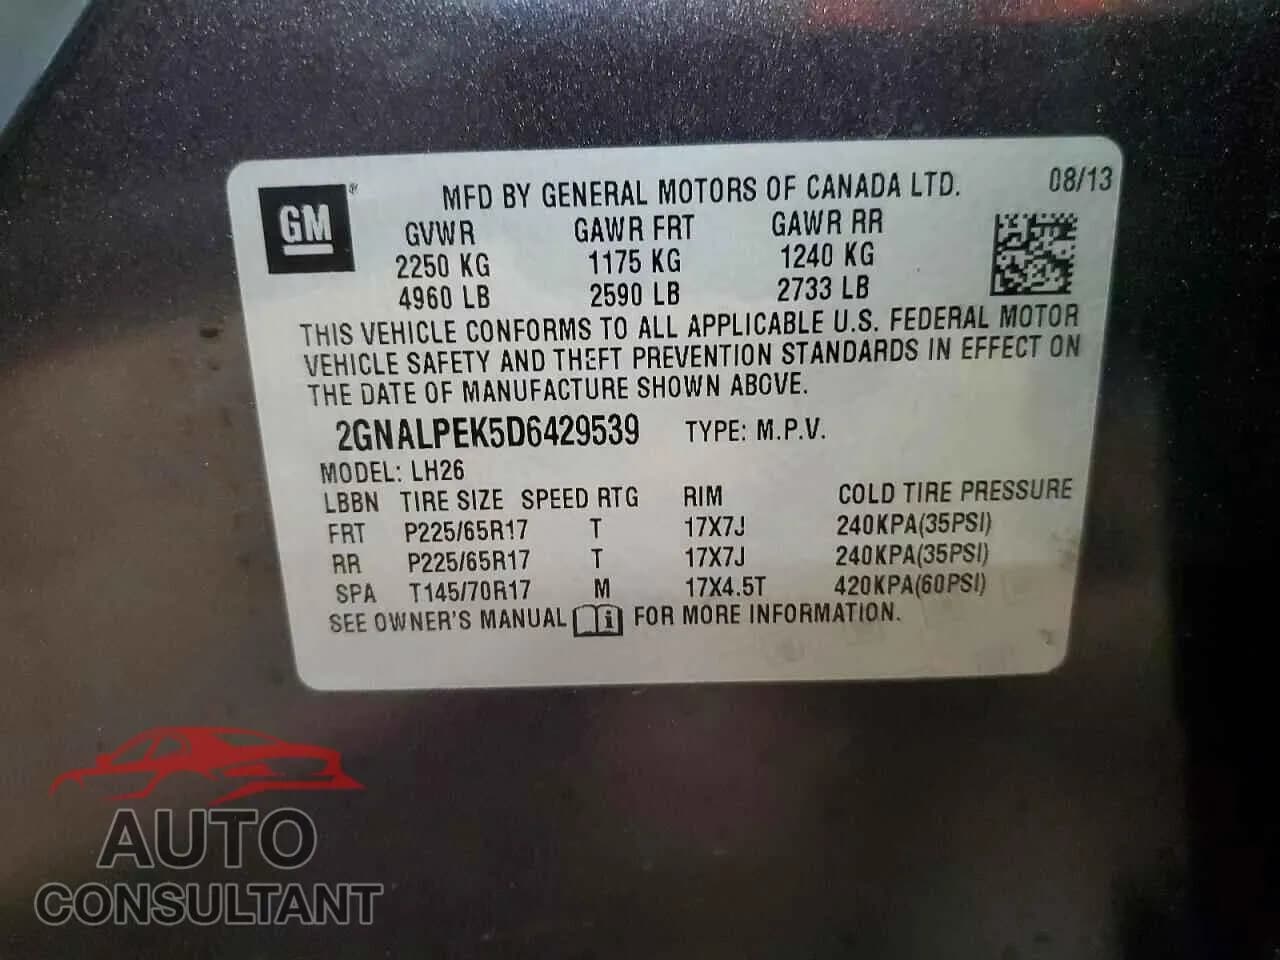 GM ®
MFD BY GENERAL MOTORS OF CANADA LTD. 08/13
GVWR GAWR FRT GAWR RR
2250 KG 1175 KG 1240 KG
4960 LB 2590 LB 2733 LB
THIS VEHICLE CONFORMS TO ALL APPLICABLE U.S. FEDERAL MOTOR
VEHICLE SAFETY AND THEFT PREVENTION STANDARDS IN EFFECT ON
THE DATE OF MANUFACTURE SHOWN ABOVE.
2GNALPEK5D6429539 TYPE: M.P.V.
MODEL: LH26
LBBN TIRE SIZE SPEED RTG RIM COLD TIRE PRESSURE
FRT P225/65R17 T 17X7J 240KPA(35PSI)
RR P225/65R17 T 17X7J 240KPA(35PSI)
SPA T145/70R17 M 17X4.5T 420KPA(60PSI)
SEE OWNER'S MANUAL i FOR MORE INFORMATION.
AUTO
CONSULTANT